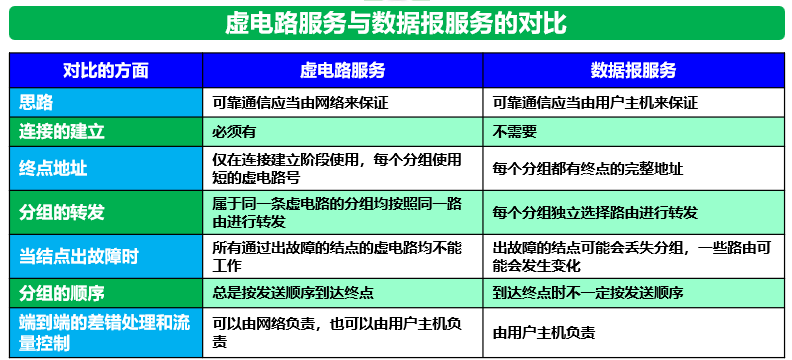 虚电路服务与数据报服务的对比
对比的方面
虚电路服务
数据报服务
思路
可靠通信应当由网络来保证
可靠通信应当由用户主机来保证
连接的建立
必须有
不需要
终点地址
仅在连接建立阶段使用，每个分组使用
短的虚电路号
每个分组都有终点的完整地址
分组的转发
属于同一条虚电路的分组均按照同一路
由进行转发
每个分组独立选择路由进行转发
当结点出故障时
所有通过出故障的结点的虚电路均不能
工作
出故障的结点可能会丢失分组，一些路由可
能会发生变化
分组的顺序
总是按发送顺序到达终点
到达终点时不一定按发送顺序
端到端的差错处理和流
量控制
可以由网络负责，也可以由用户主机负
责
由用户主机负责